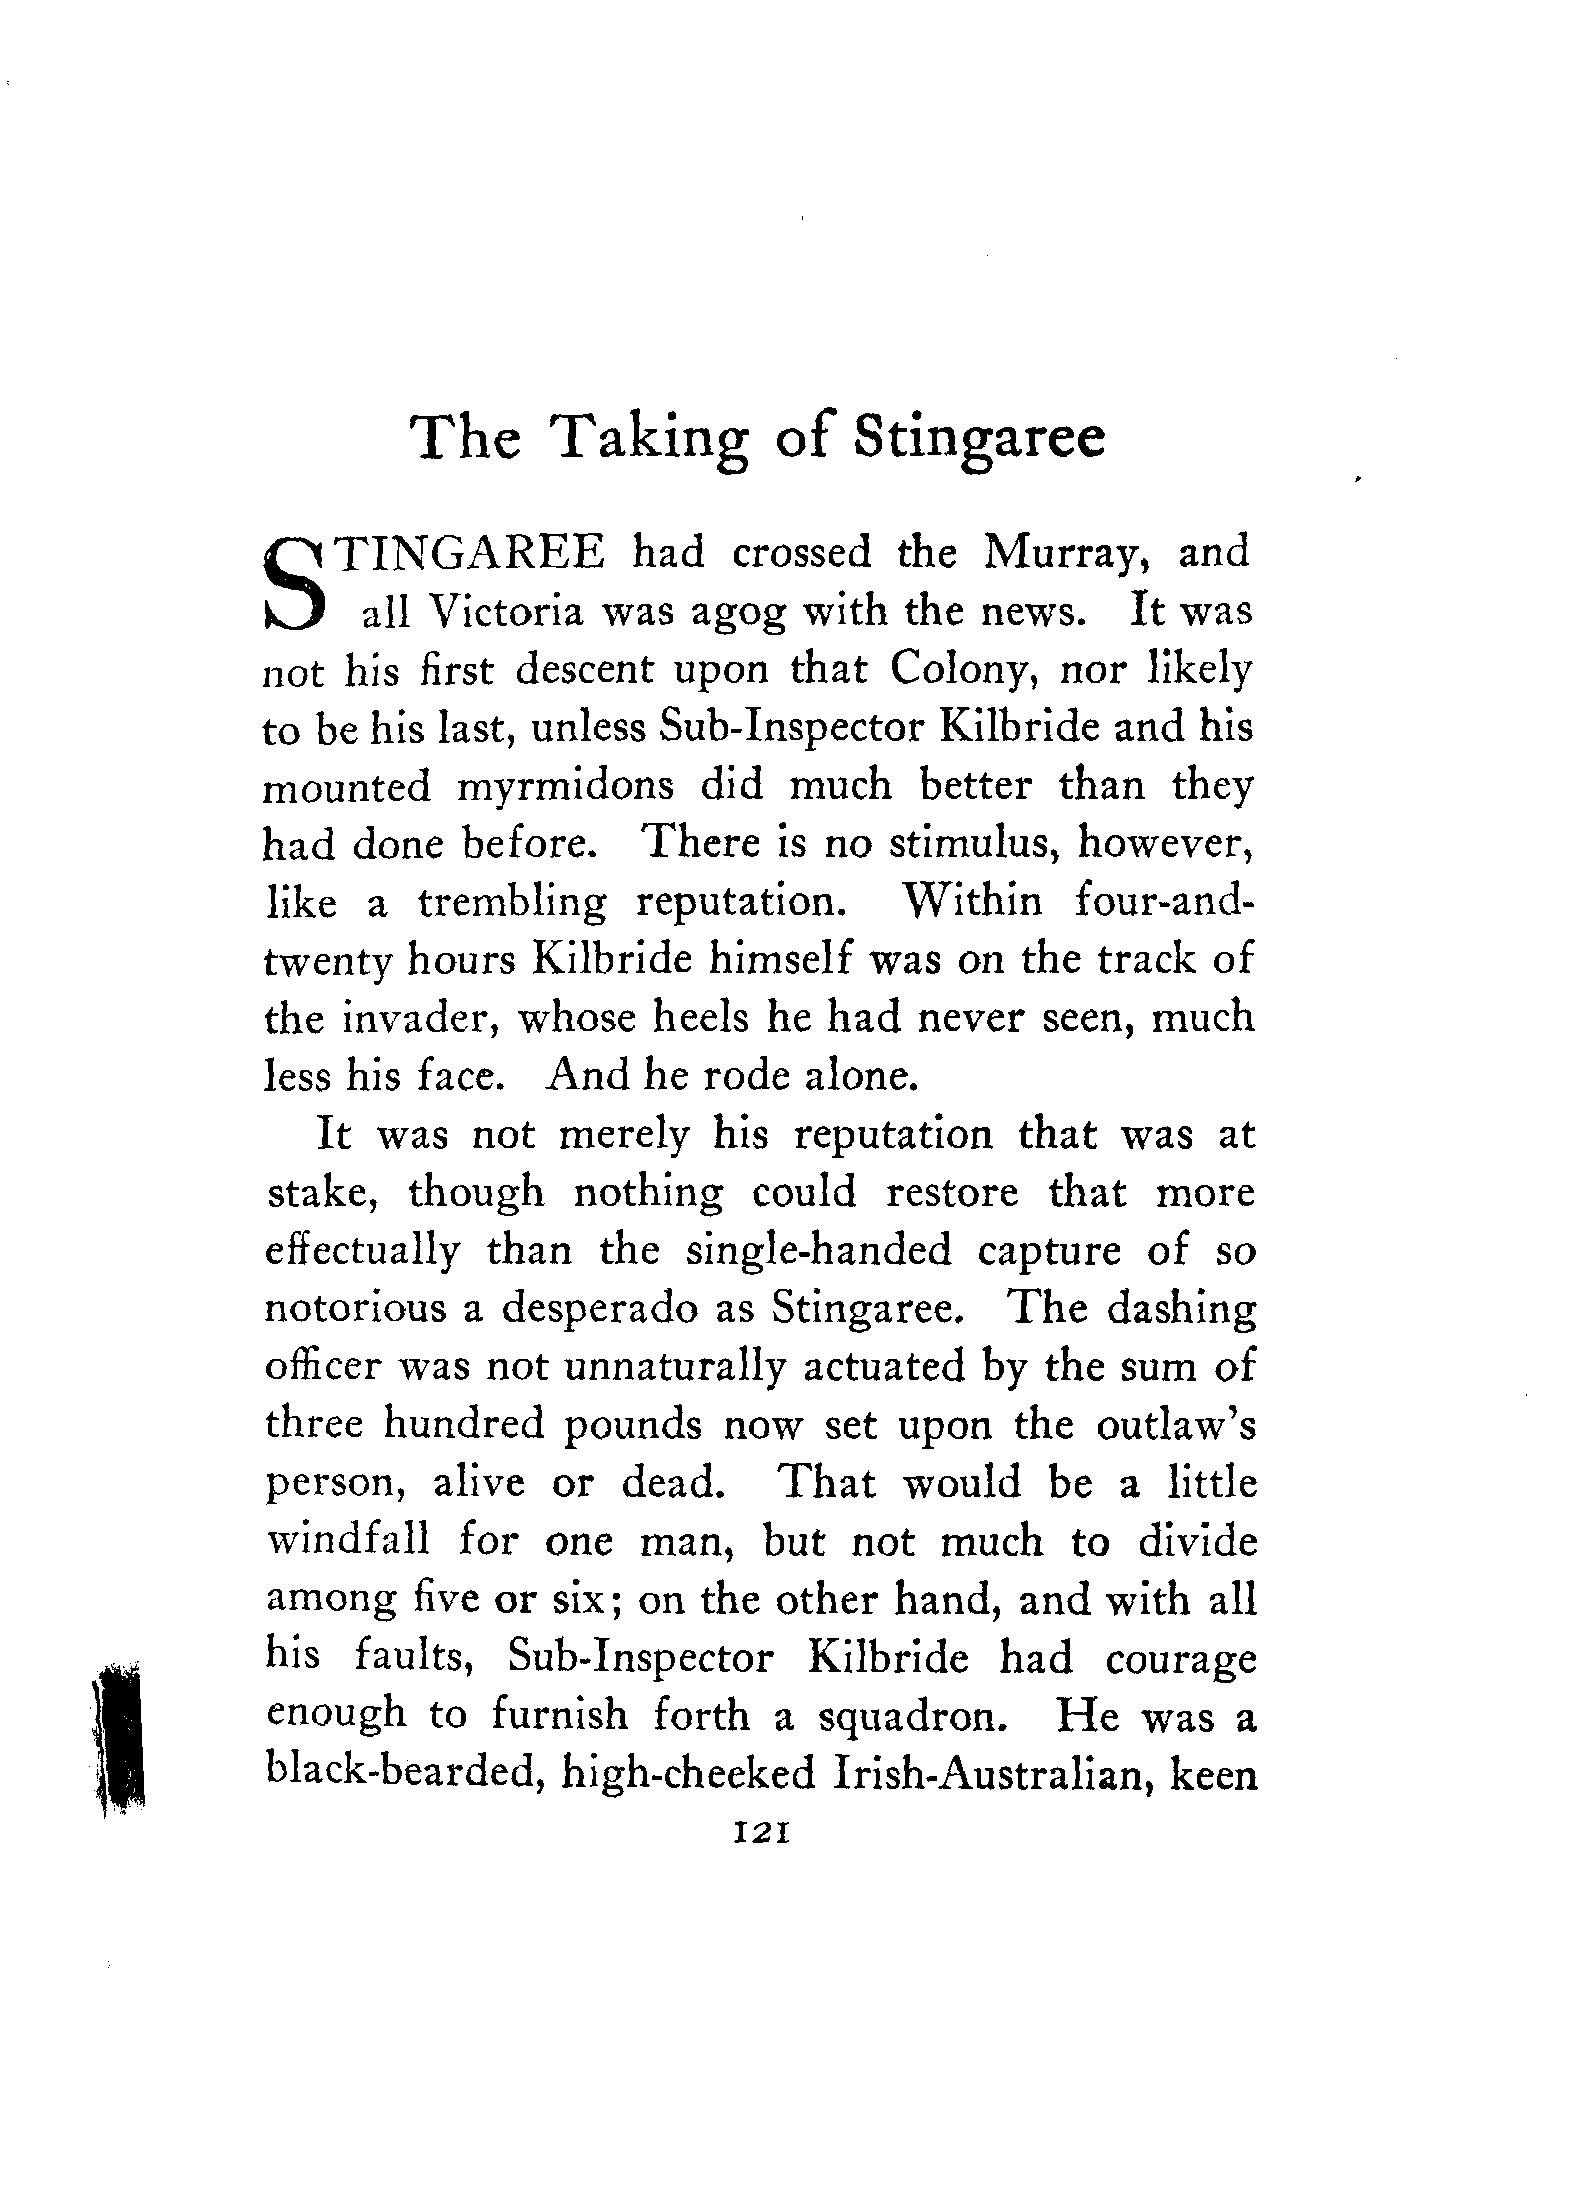 The Taking of Stingaree
STINGAREE had crossed the Murray, and
all Victoria was agog with the news. It was
not his first descent upon that Colony, nor likely
to be his last, unless Sub-Inspector Kilbride and his
mounted myrmidons did much better than they
had done before. There is no stimulus, however,
like a trembling reputation. Within four-and-
twenty hours Kilbride himself was on the track of
the invader, whose heels he had never seen, much
less his face. And he rode alone.
It was not merely his reputation that was at
stake, though nothing could restore that more
effectually than the single-handed capture of so
notorious a desperado as Stingaree. The dashing
officer was not unnaturally actuated by the sum of
three hundred pounds now set upon the outlaw's
person, alive or dead. That would be a little
windfall for one man, but not much to divide
among five or six; on the other hand, and with all
his faults, Sub-Inspector Kilbride had courage
enough to furnish forth a squadron. He was a
black-bearded, high-cheeked Irish-Australian, keen
121